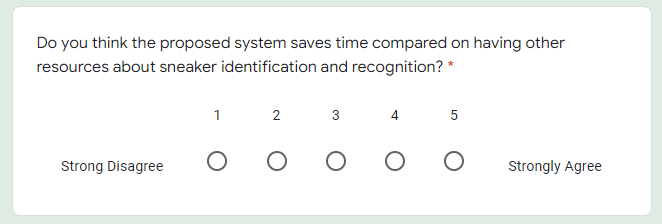 Do you think the proposed system saves time compared on having other
resources about sneaker identification and recognition? *
1 2 3 4 5
Strong Disagree Strongly Agree